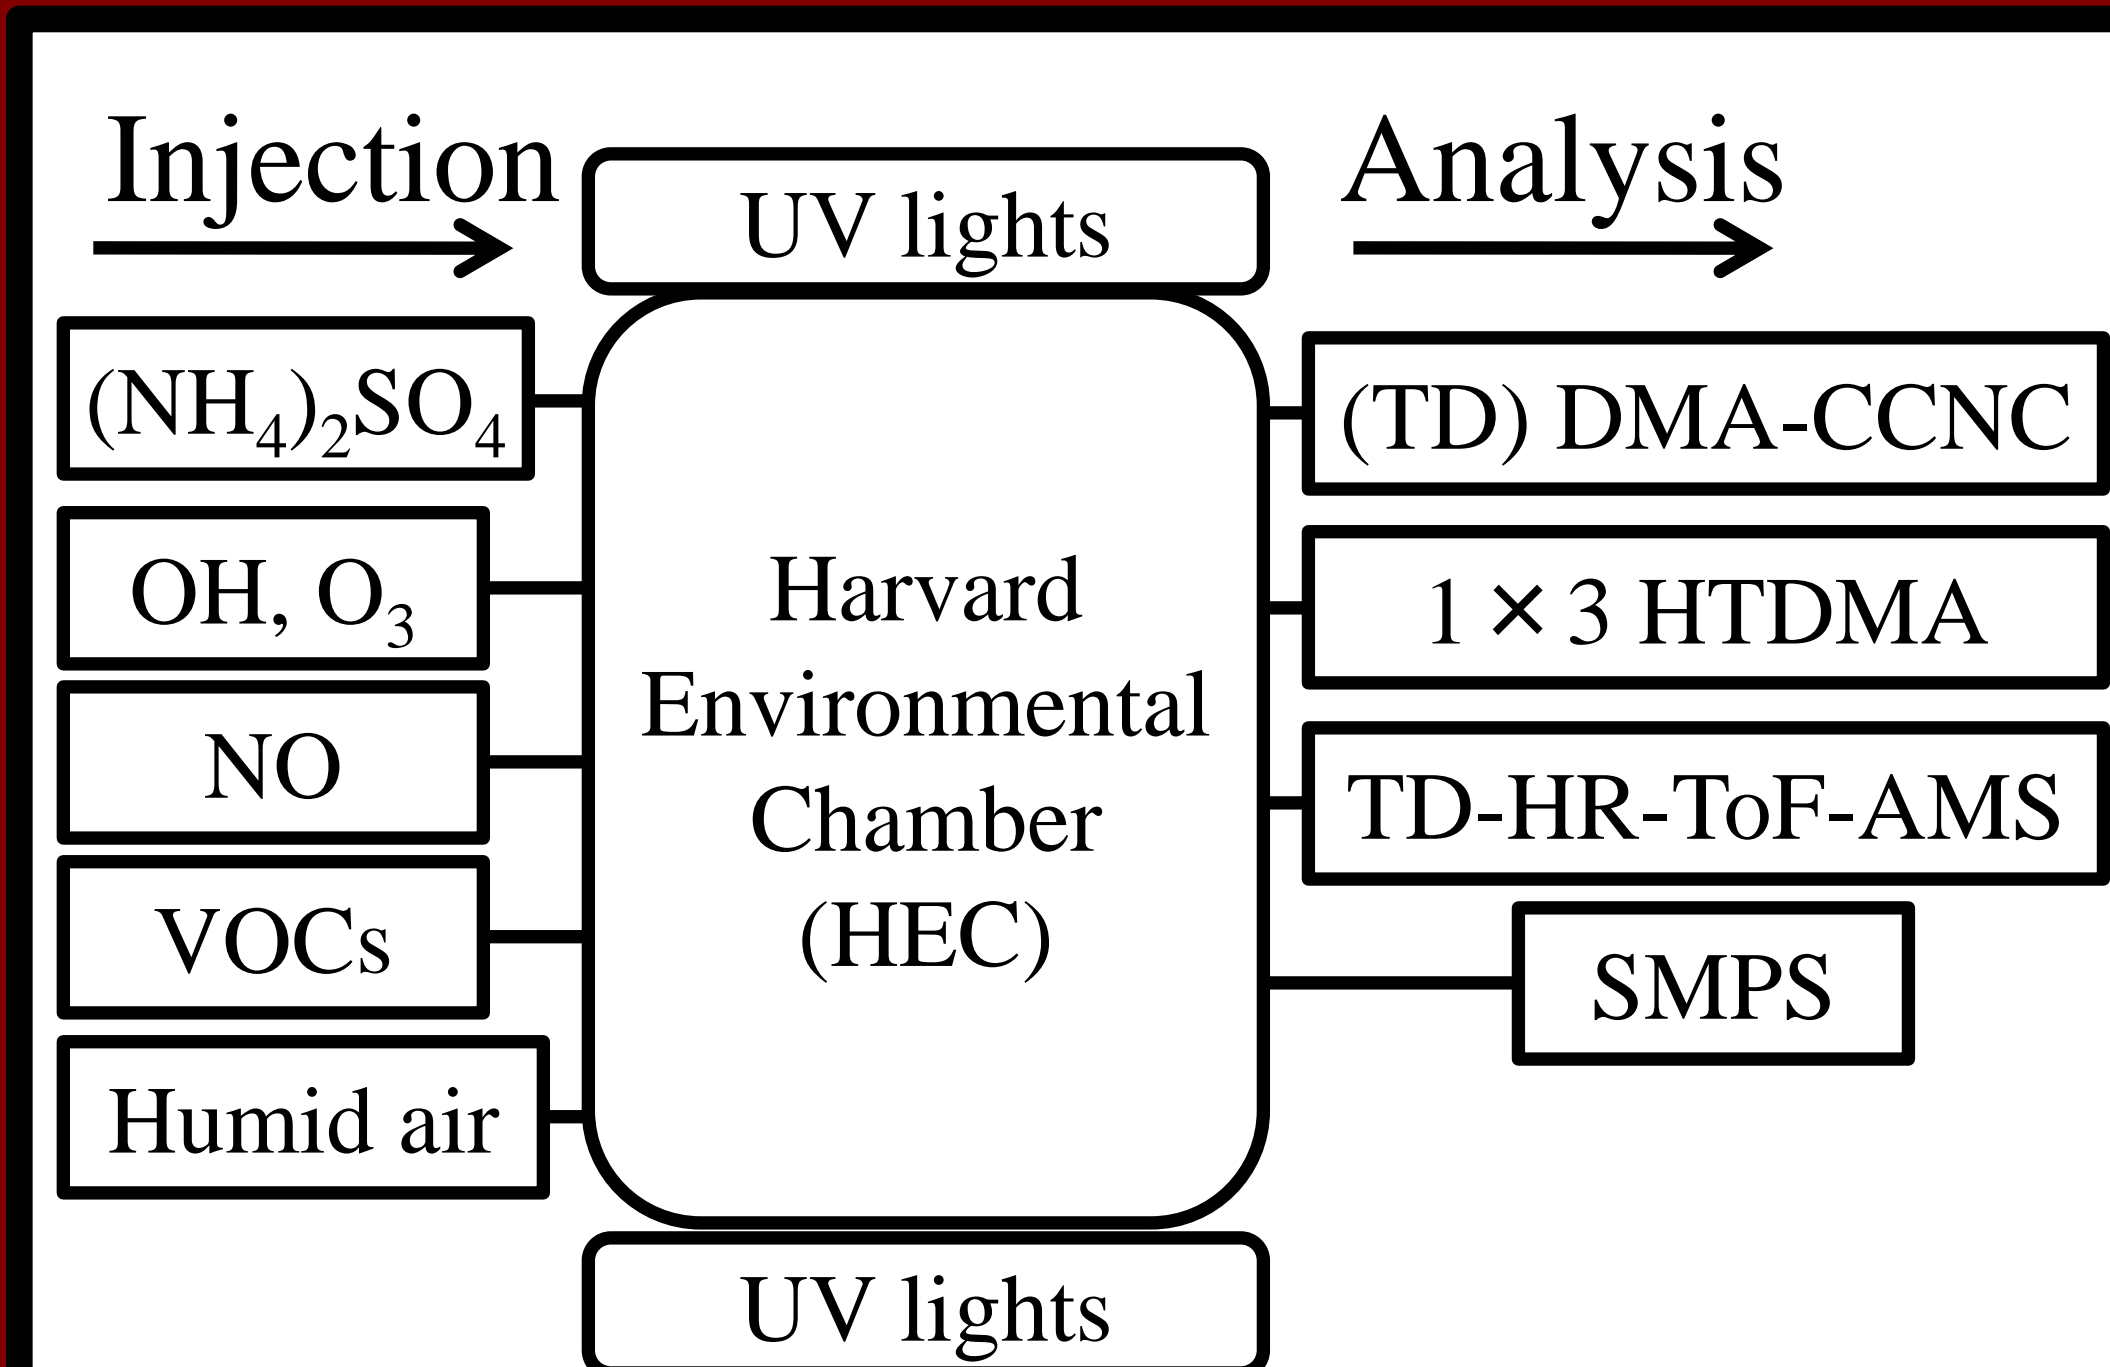 Injection
UV lights
Analysis
(NH₄)₂SO₄
OH, O₃
NO
VOCs
Humid air
Harvard
Environmental
Chamber
(HEC)
(TD) DMA-CCNC
1 × 3 HTDMA
TD-HR-ToF-AMS
SMPS
UV lights